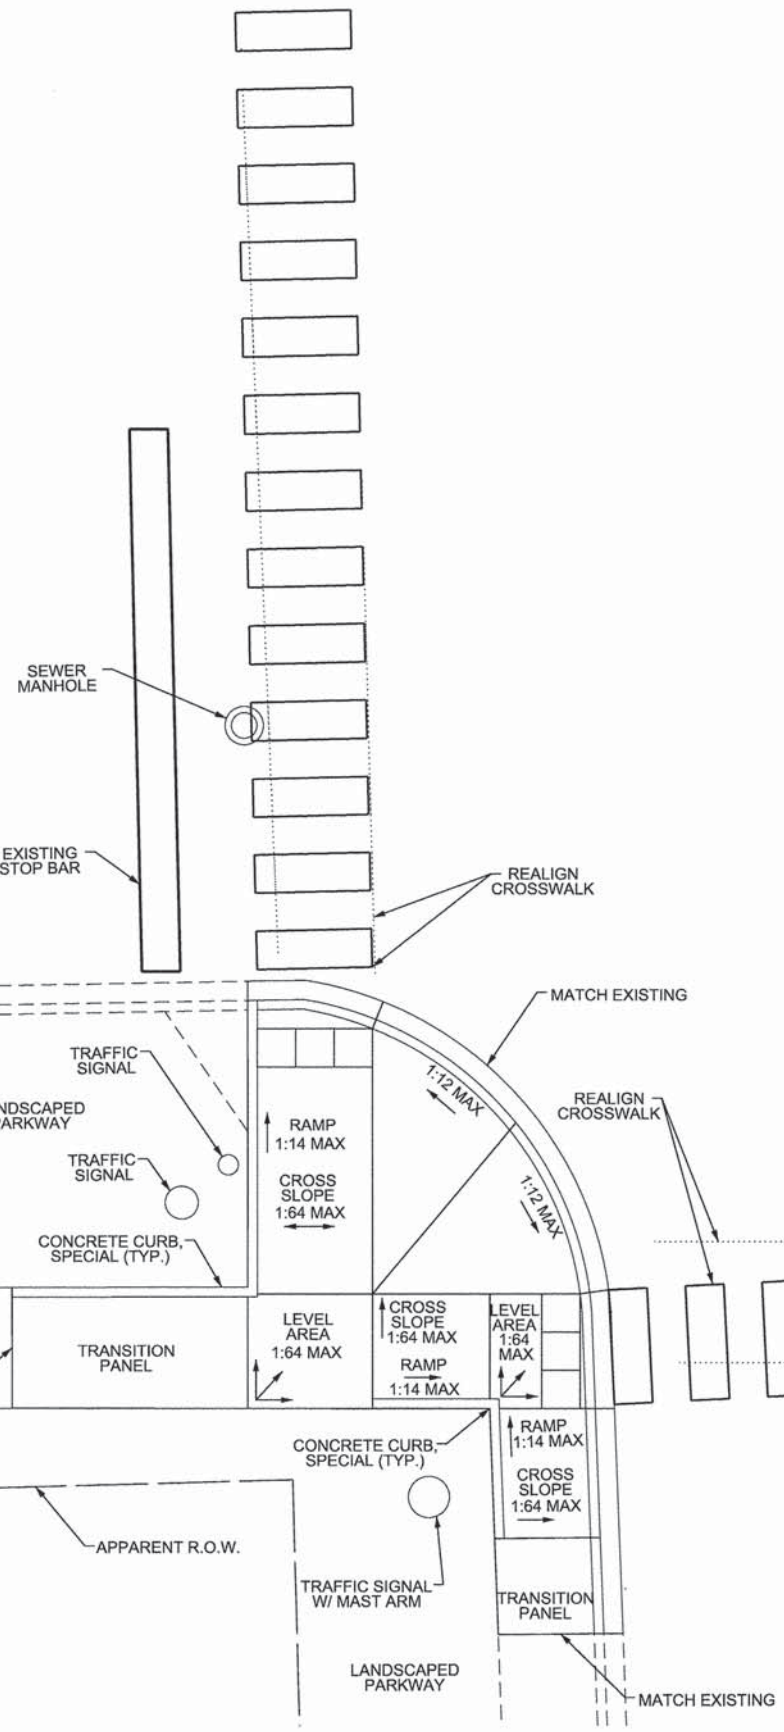 SEWER
MANHOLE
EXISTING
STOP BAR
REALIGN
CROSSWALK
MATCH EXISTING
TRAFFIC
SIGNAL
NDSCAPED
ARKWAY
1:12 MAX
REALIGN
CROSSWALK
RAMP
1:14 MAX
TRAFFIC
SIGNAL
CROSS
SLOPE
1:64 MAX
1:12 MAX
CONCRETE CURB,
SPECIAL (TYP.)
TRANSITION
PANEL
LEVEL
AREA
1:64 MAX
CROSS
SLOPE
1:64 MAX
RAMP
1:14 MAX
LEVEL
AREA
1:64
MAX
CONCRETE CURB,
SPECIAL (TYP.)
RAMP
1:14 MAX
CROSS
SLOPE
1:64 MAX
APPARENT R.O.W.
TRAFFIC SIGNAL
W/ MAST ARM
TRANSITION
PANEL
LANDSCAPED
PARKWAY
MATCH EXISTING